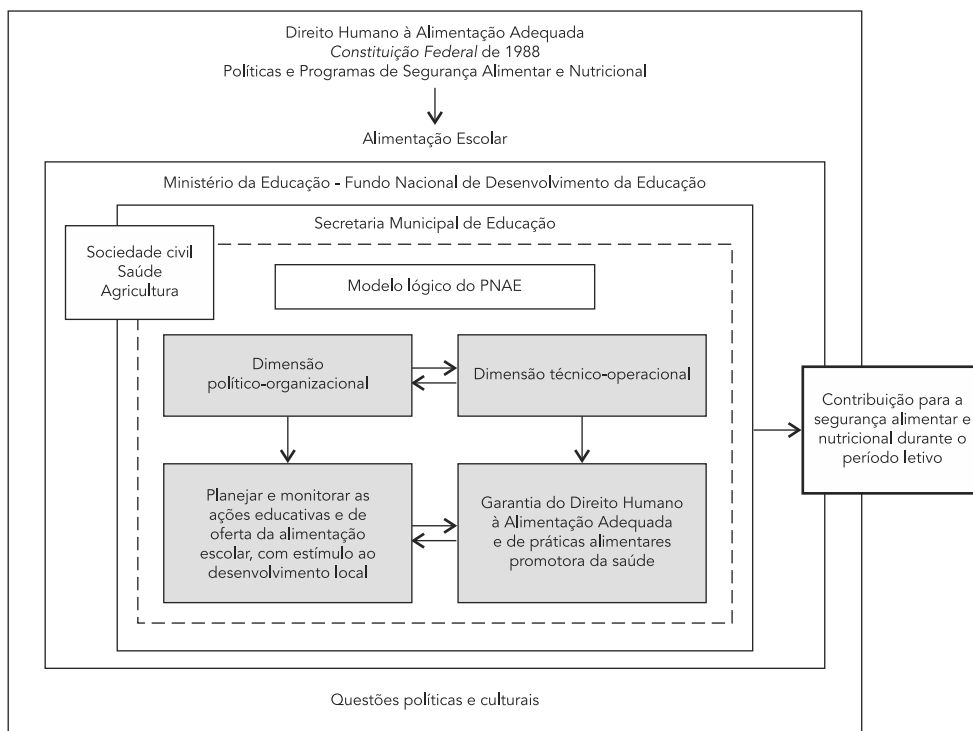 Direito Humano à Alimentação Adequada
Constituição Federal de 1988
Políticas e Programas de Segurança Alimentar e Nutricional
Alimentação Escolar
Ministério da Educação - Fundo Nacional de Desenvolvimento da Educação
Secretaria Municipal de Educação
Sociedade civil
Saúde
Agricultura
Modelo lógico do PNAE
Dimensão
político-organizacional
Dimensão técnico-operacional
Planejar e monitorar as
ações educativas e de
oferta da alimentação
escolar, com estímulo ao
desenvolvimento local
Garantia do Direito Humano
à Alimentação Adequada
e de práticas alimentares
promotora da saúde
Contribuição para a
segurança alimentar e
nutricional durante o
período letivo
Questões políticas e culturais